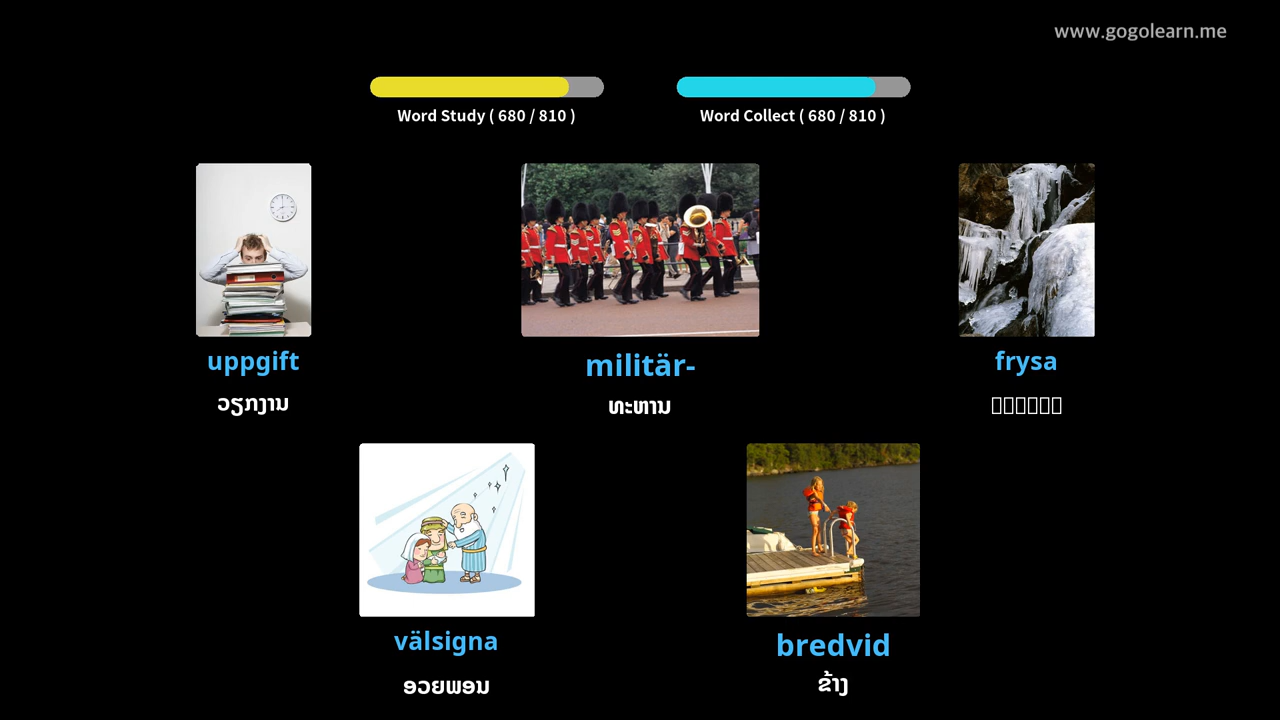 www.gogolearn.me
Word Study ( 680 / 810 )
Word Collect ( 680 / 810 )
uppgift
ວຽກງານ
militär-
ທະຫານ
frysa
välsigna
ອວຍພອນ
bredvid
ຂ້າງ